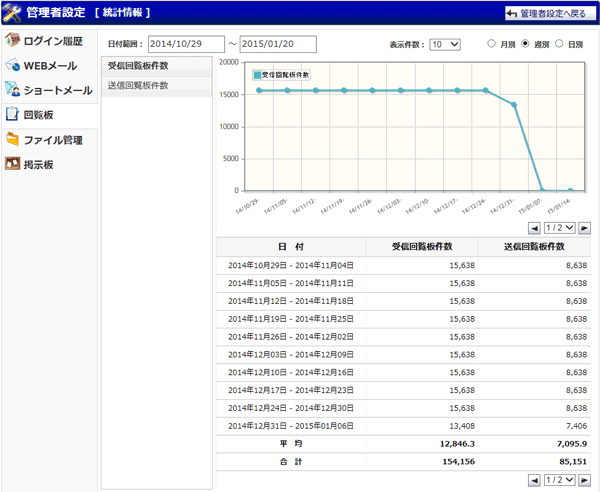 管理者設定 [ 統計情報 ]
管理者設定へ戻る
ログイン履歴
WEBメール
ショートメール
回覧板
ファイル管理
掲示板
日付範囲： 2014/10/29 ～ 2015/01/20 表示件数： 10 月別 週別 日別
受信回覧板件数
送信回覧板件数
受信回覧板件数
20000
15000
10000
5000
0
14/10/29- 14/11/05- 14/11/12- 14/11/19- 14/11/26- 14/12/03- 14/12/10- 14/12/17- 14/12/24- 14/12/31- 15/01/07- 15/01/14-
1 / 2
日 付 受信回覧板件数 送信回覧板件数
2014年10月29日 - 2014年11月04日 15,638 8,638
2014年11月05日 - 2014年11月11日 15,638 8,638
2014年11月12日 - 2014年11月18日 15,638 8,638
2014年11月19日 - 2014年11月25日 15,638 8,638
2014年11月26日 - 2014年12月02日 15,638 8,638
2014年12月03日 - 2014年12月09日 15,638 8,638
2014年12月10日 - 2014年12月16日 15,638 8,638
2014年12月17日 - 2014年12月23日 15,638 8,638
2014年12月24日 - 2014年12月30日 15,638 8,638
2014年12月31日 - 2015年01月06日 13,408 7,406
平 均 12,846.3 7,095.9
合 計 154,156 85,151
1 / 2